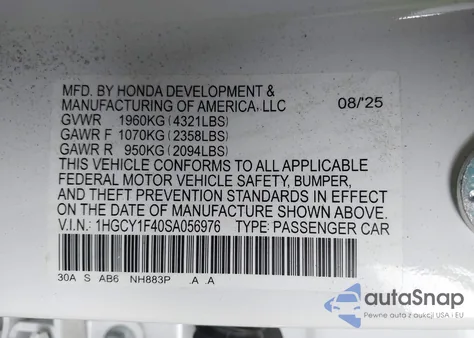 MFD. BY HONDA DEVELOPMENT &
MANUFACTURING OF AMERICA, LLC 08/'25
GVWR 1960KG(4321LBS)
GAWR F 1070KG(2358LBS)
GAWR R 950KG(2094LBS)
THIS VEHICLE CONFORMS TO ALL APPLICABLE
FEDERAL MOTOR VEHICLE SAFETY, BUMPER,
AND THEFT PREVENTION STANDARDS IN EFFECT
ON THE DATE OF MANUFACTURE SHOWN ABOVE.
V.I.N.: 1HGCY1F40SA056976 TYPE: PASSENGER CAR
30A S AB6 NH883P .A .A
autoSnap
Pewne auta z USA i EU